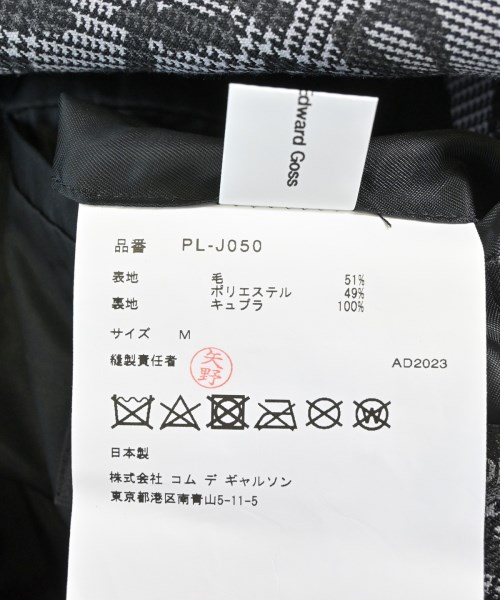 Edward Goss
品番 PL-J050
表地 毛 51%
ポリエステル 49%
裏地 キュプラ 100%
サイズ M
縫製責任者 矢野 AD2023
日本製
株式会社 コム デ ギャルソン
東京都港区南青山5-11-5